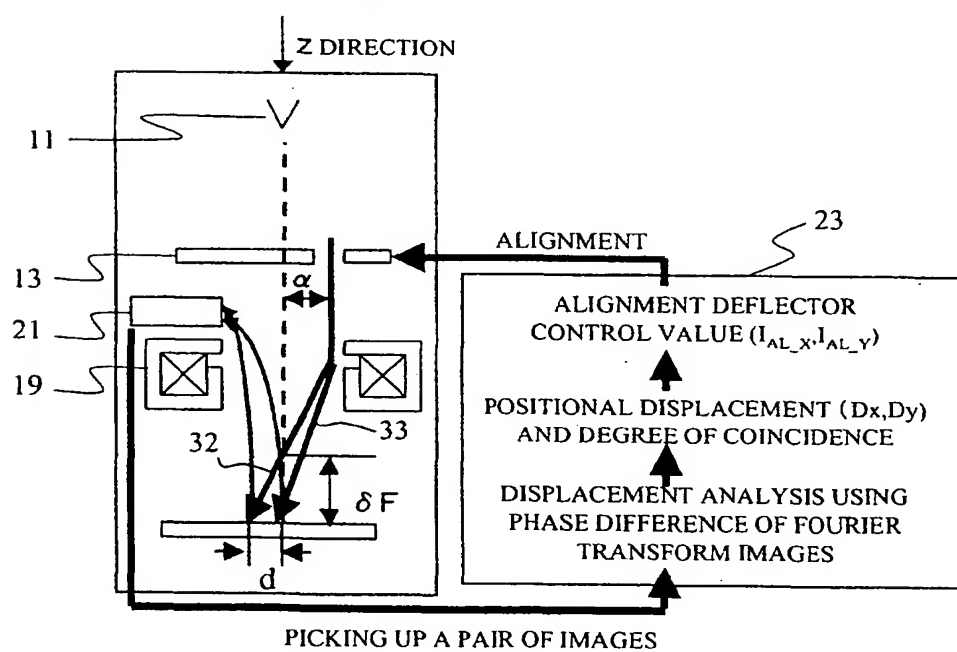 Z DIRECTION
11
23
ALIGNMENT
13
α
ALIGNMENT DEFLECTOR
CONTROL VALUE (I_AL_X,I_AL_Y)
21
19
POSITIONAL DISPLACEMENT (Dx,Dy)
AND DEGREE OF COINCIDENCE
33
32
δF
DISPLACEMENT ANALYSIS USING
PHASE DIFFERENCE OF FOURIER
TRANSFORM IMAGES
d
PICKING UP A PAIR OF IMAGES